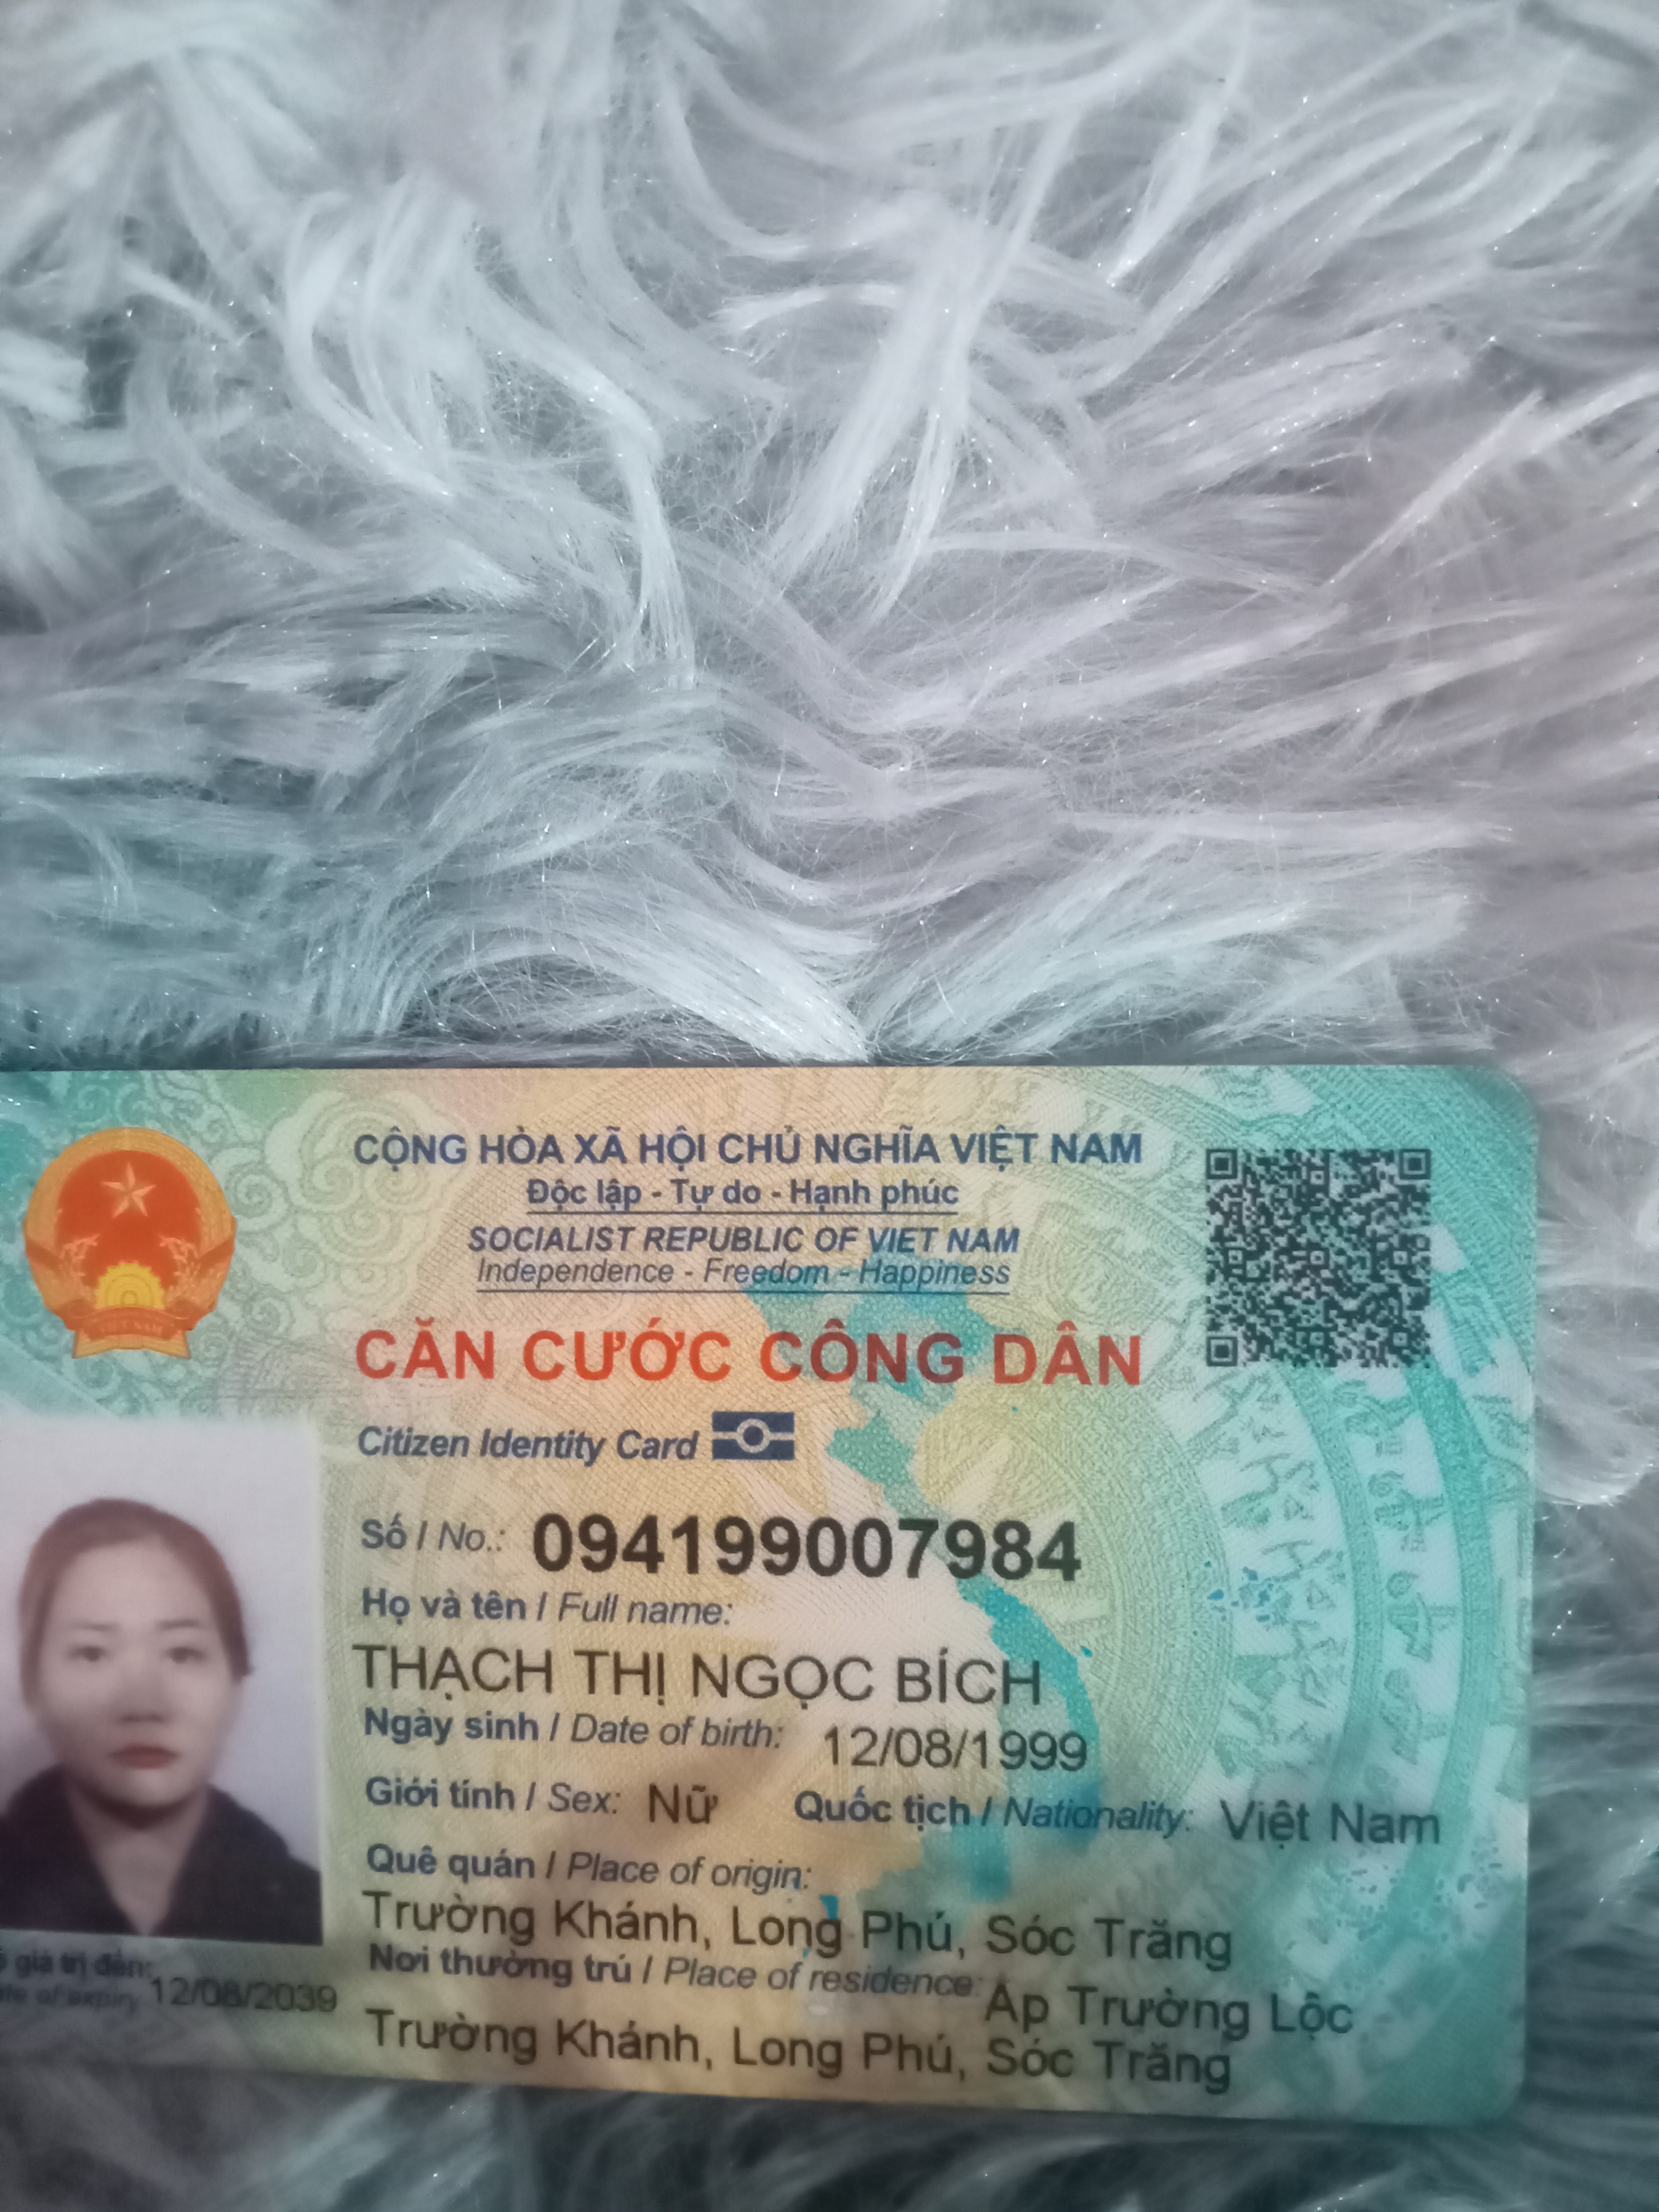 CỘNG HÒA XÃ HỘI CHỦ NGHĨA VIỆT NAM
Độc lập - Tự do - Hạnh phúc
SOCIALIST REPUBLIC OF VIET NAM
Independence - Freedom - Happiness
CĂN CƯỚC CÔNG DÂN
Citizen Identity Card
Số / No.: 094199007984
Họ và tên / Full name:
THẠCH THỊ NGỌC BÍCH
Ngày sinh / Date of birth: 12/08/1999
Giới tính / Sex: Nữ Quốc tịch / Nationality: Việt Nam
Quê quán / Place of origin:
Trường Khánh, Long Phú, Sóc Trăng
Nơi thường trú / Place of residence: Ấp Trường Lộc
Trường Khánh, Long Phú, Sóc Trăng
giá trị đến:
of expiry 12/08/2039
VIỆT NAM